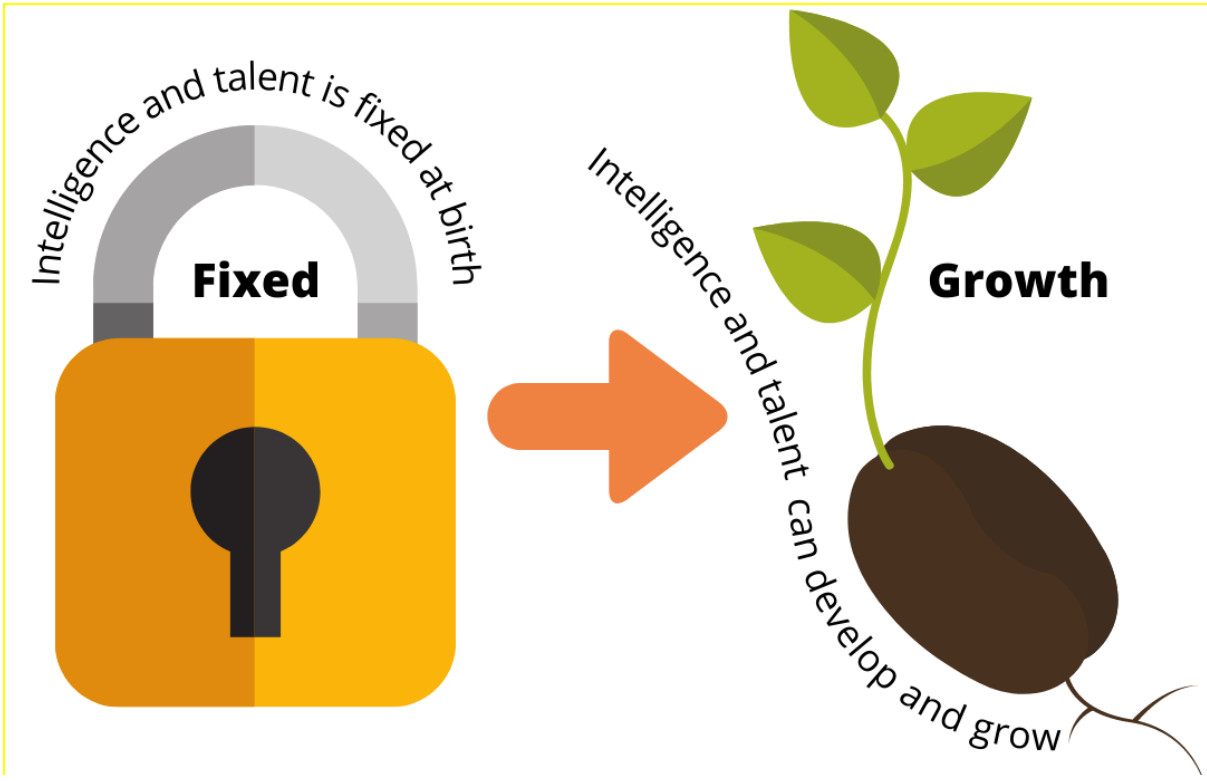 Intelligence and talent is fixed at birth
Fixed
Intelligence and talent can develop and grow
Growth